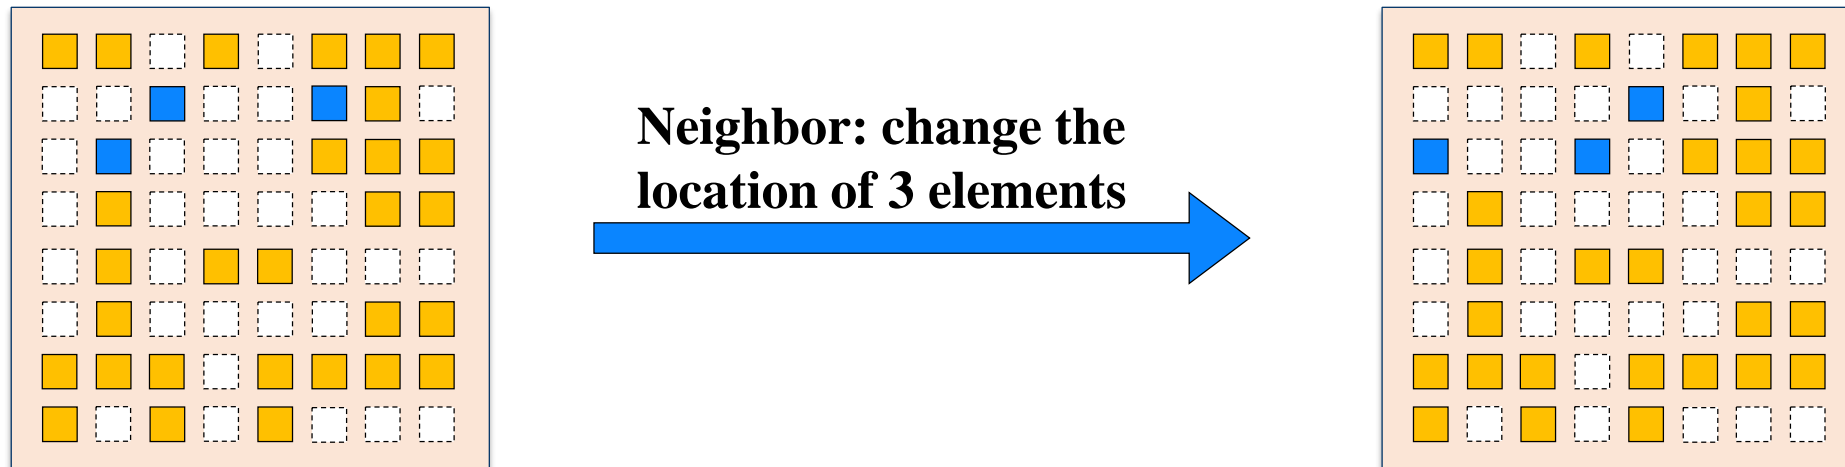 Neighbor: change the
location of 3 elements